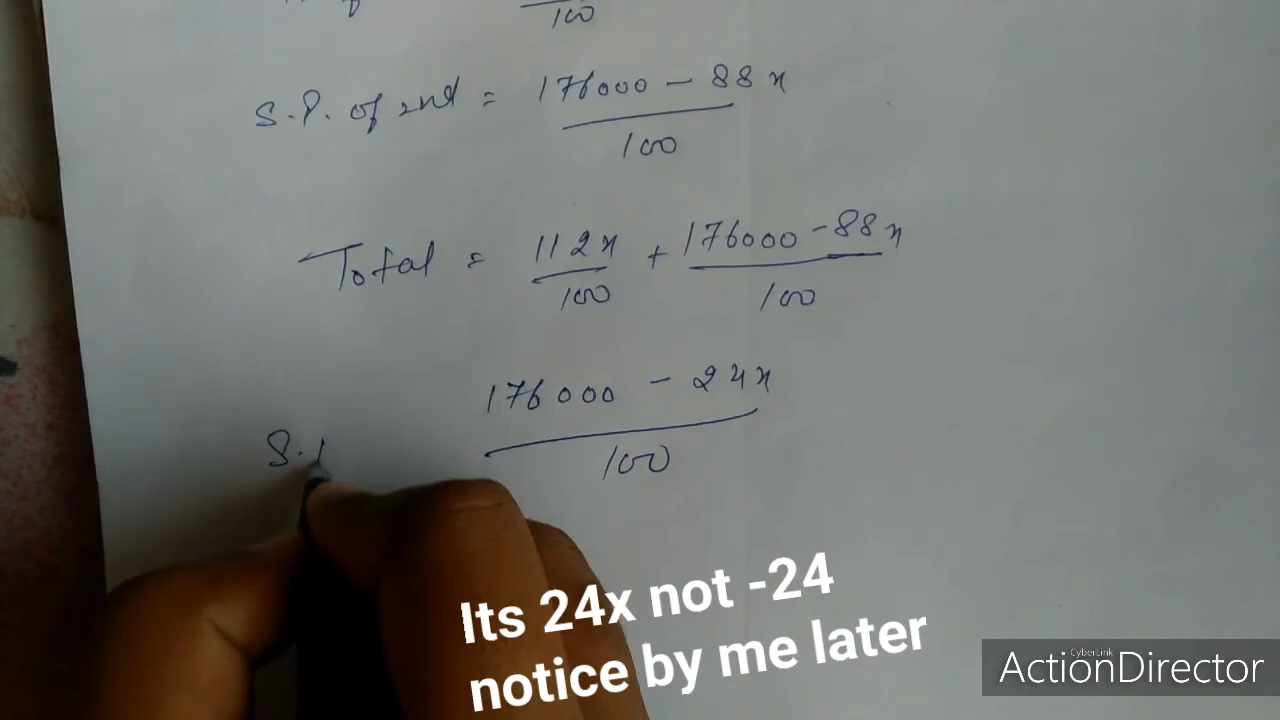 100
S.P. of 2nd = 176000 - 88x
100
Total = 112x + 176000 - 88x
100 100
176000 - 24x
100
S.
Its 24x not -24
notice by me later
CyberLink
ActionDirector